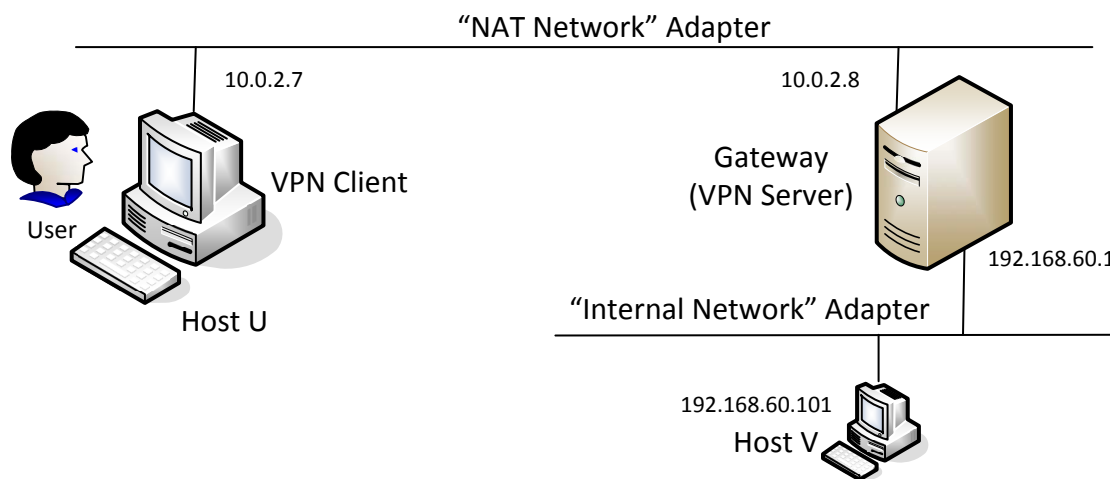 “NAT Network” Adapter
10.0.2.7
10.0.2.8
VPN Client
Gateway
(VPN Server)
User
192.168.60.1
Host U
“Internal Network” Adapter
192.168.60.101
Host V